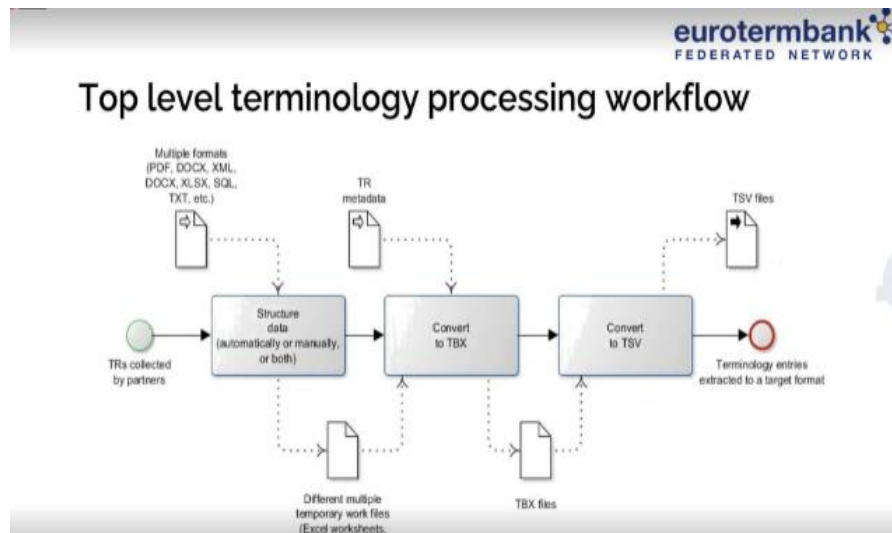 eurotermbank
FEDERATED NETWORK
Top level terminology processing workflow
Multiple formats
(PDF, DOCX, XML,
DOCX, XLSX, SQL,
TXT, etc.)
TR
metadata
TSV files
Structure
data
(automatically or manually,
or both)
Convert
to TBX
Convert
to TSV
TRs collected
by partners
Terminology entries
extracted to a target format
Different multiple
temporary work files
(Excel worksheets,
TBX files